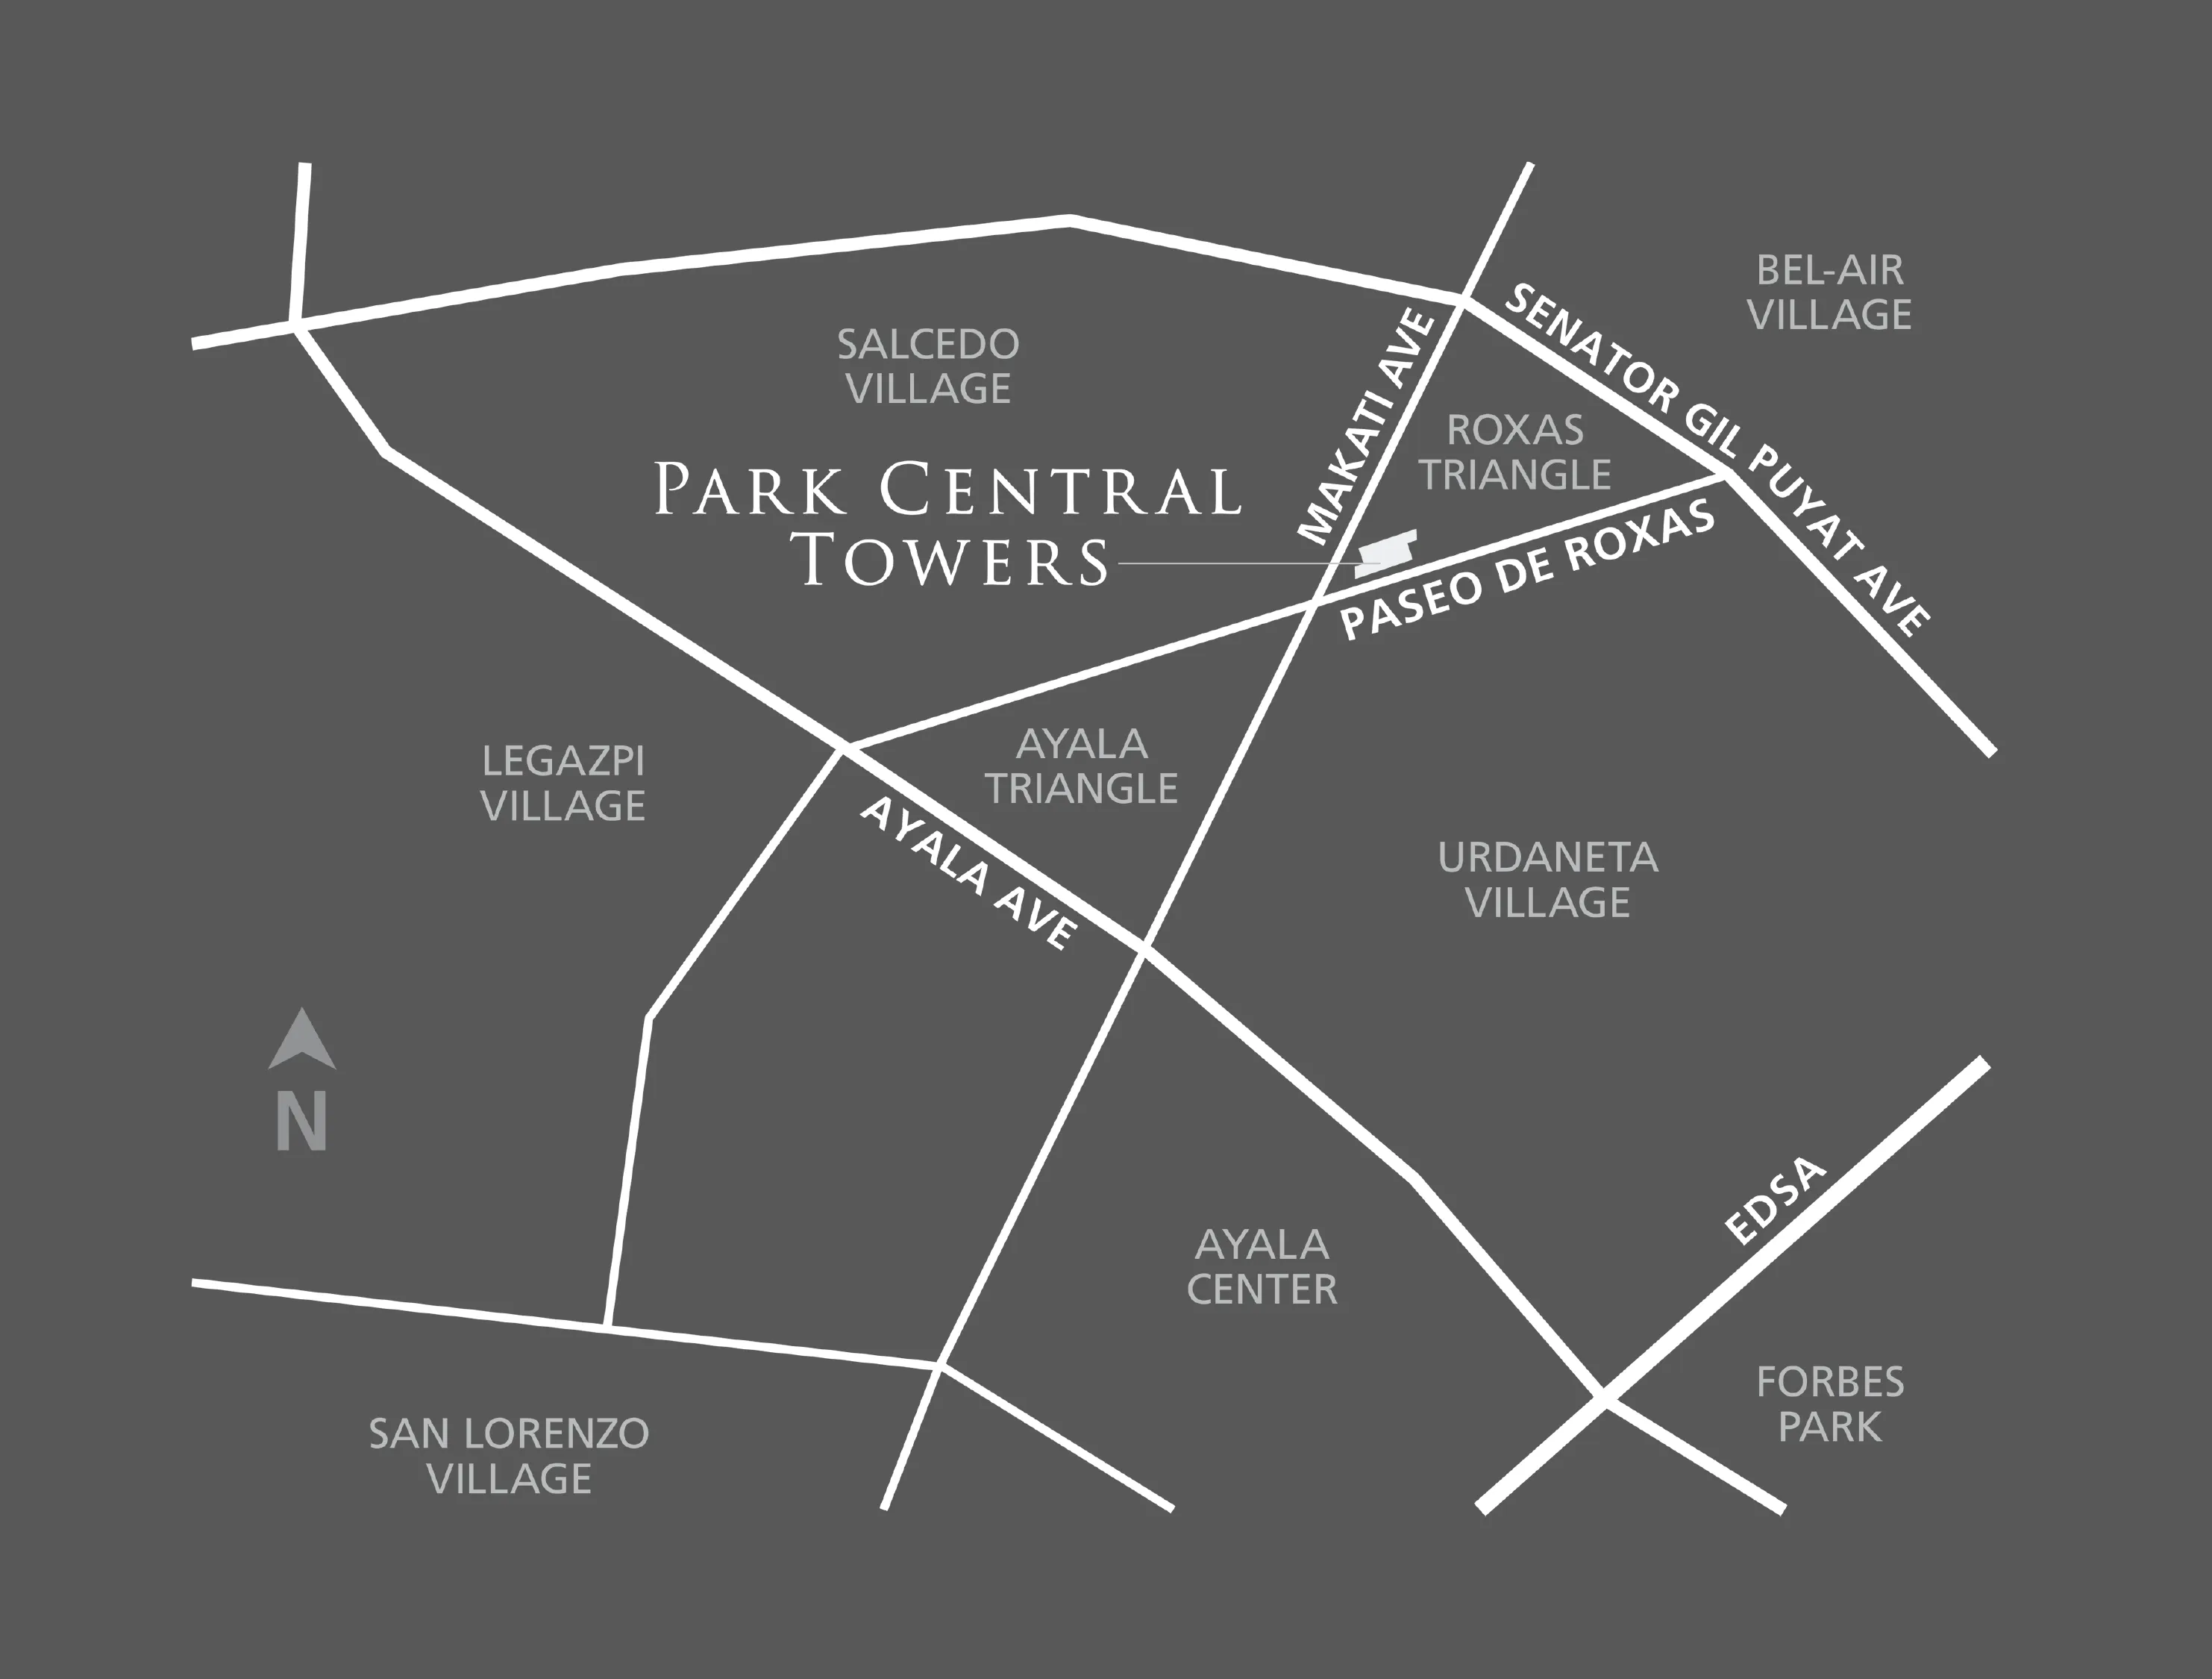 BEL-AIR
VILLAGE
SENATOR GIL PUYAT AVE
SALCEDO
VILLAGE
MAKATI AVE
ROXAS
TRIANGLE
PARK CENTRAL
TOWERS
PASEO DE ROXAS
LEGAZPI
VILLAGE
AYALA
TRIANGLE
AYALA AVE
URDANETA
VILLAGE
N
EDSA
AYALA
CENTER
FORBES
PARK
SAN LORENZO
VILLAGE